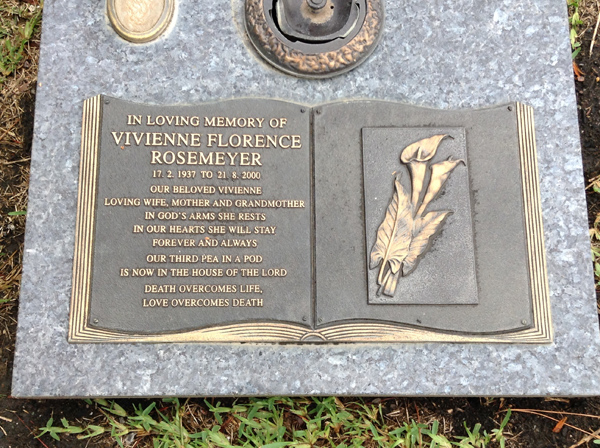 IN LOVING MEMORY OF
VIVIENNE FLORENCE
ROSEMEYER
17. 2. 1937 TO 21. 8. 2000
OUR BELOVED VIVIENNE
LOVING WIFE, MOTHER AND GRANDMOTHER
IN GOD'S ARMS SHE RESTS
IN OUR HEARTS SHE WILL STAY
FOREVER AND ALWAYS
OUR THIRD PEA IN A POD
IS NOW IN THE HOUSE OF THE LORD
DEATH OVERCOMES LIFE,
LOVE OVERCOMES DEATH